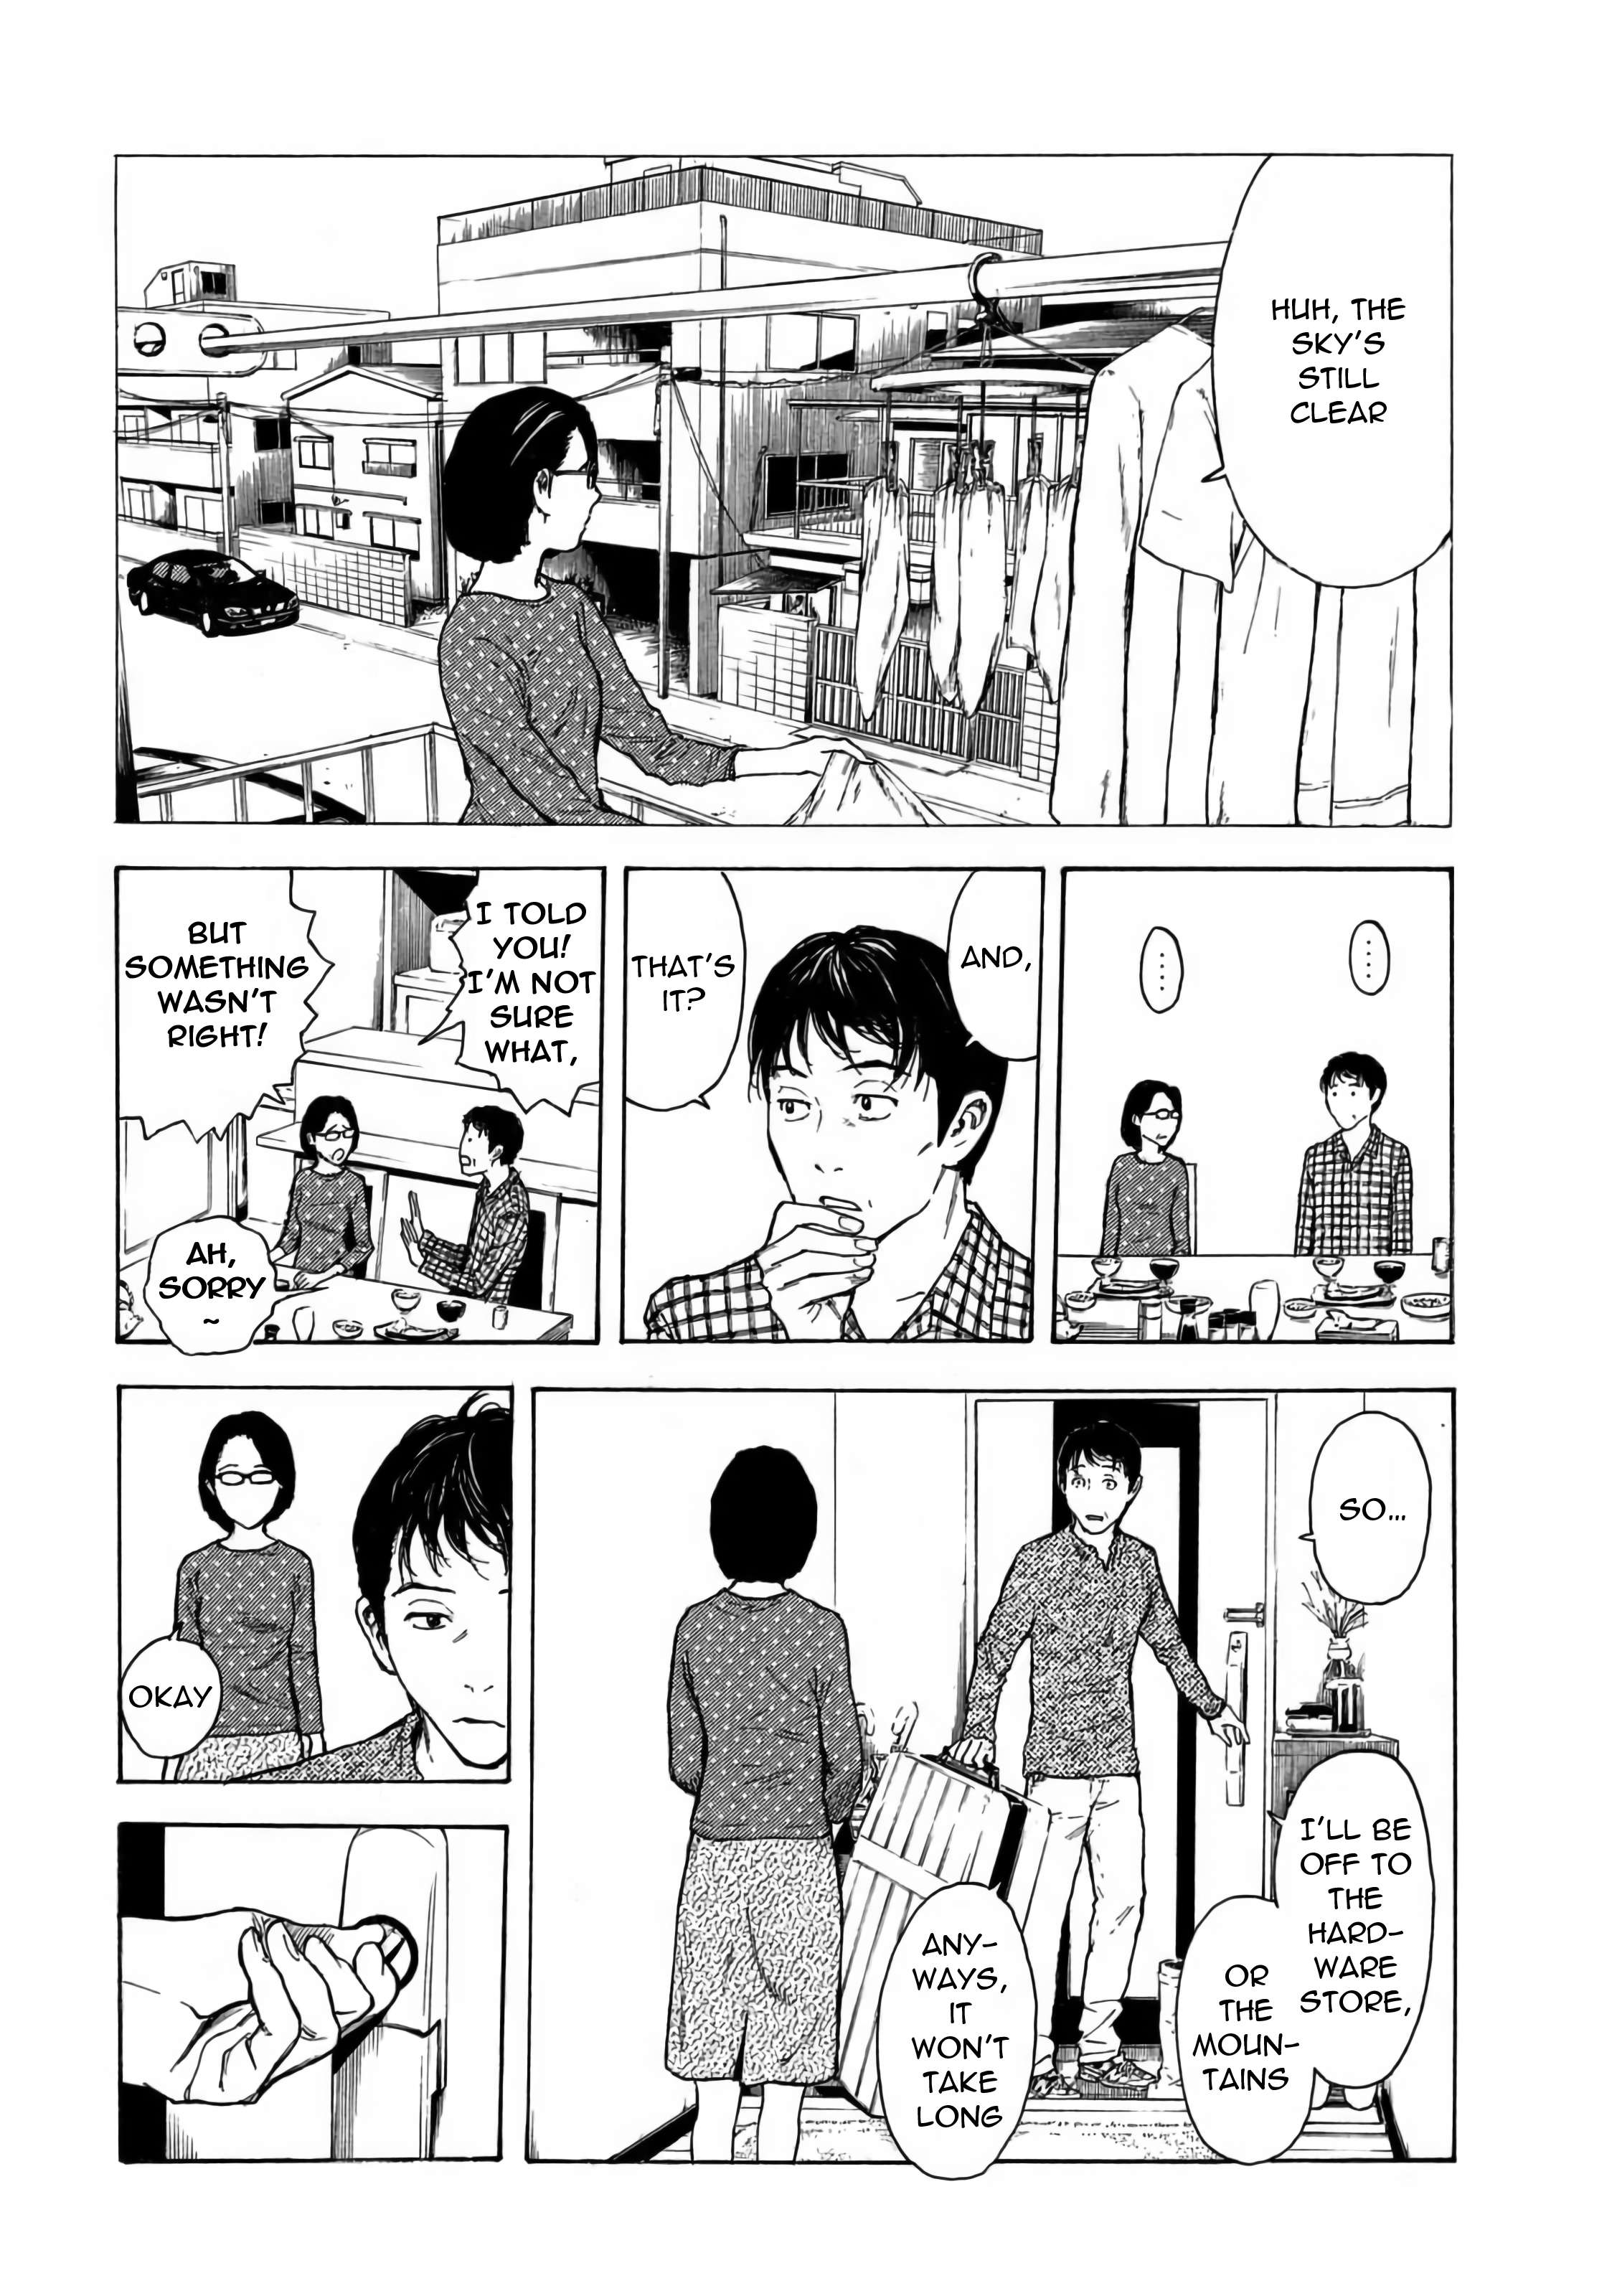 HUH, THE
SKY'S
STILL
CLEAR
....
....
AND,
THAT'S
IT?
I TOLD
YOU!
I'M NOT
SURE
WHAT,
BUT
SOMETHING
WASN'T
RIGHT!
AH,
SORRY
~
SO...
I'LL BE
OFF TO
THE
HARD-
WARE
STORE,
OR
THE
MOUN-
TAINS
ANY-
WAYS,
IT
WON'T
TAKE
LONG
OKAY